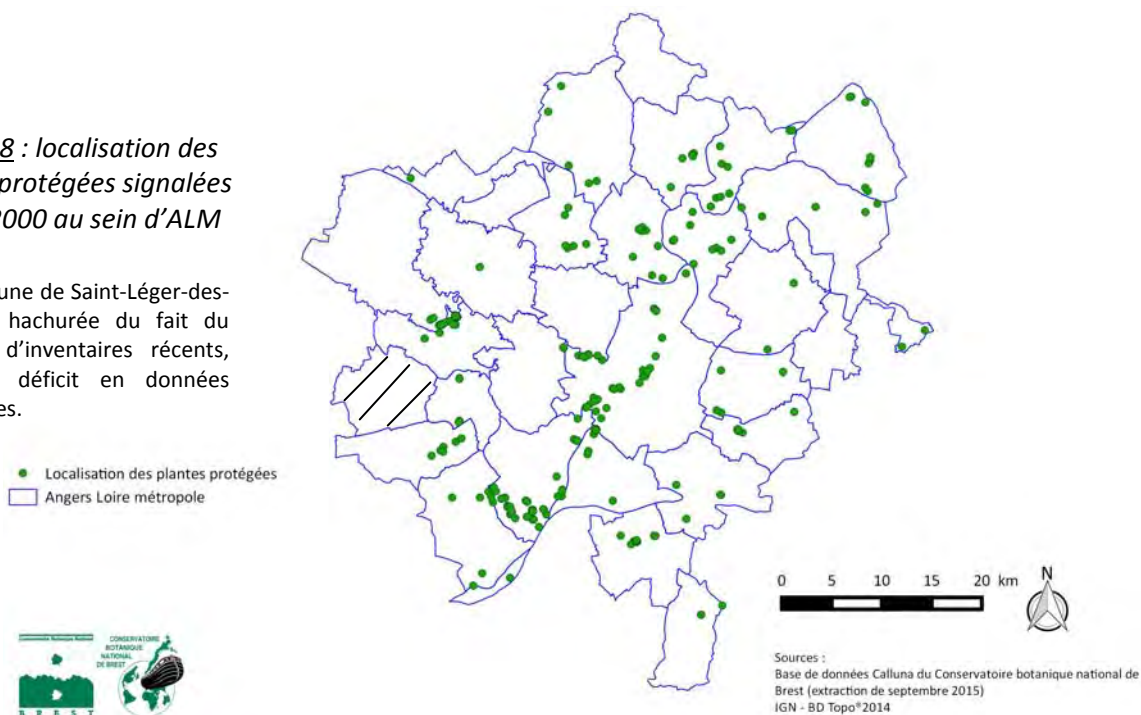 8 : localisation des
protégées signalées
2000 au sein d’ALM
une de Saint-Léger-des-
hachurée du fait du
d’inventaires récents,
déficit en données
es.
Localisation des plantes protégées
Angers Loire métropole
0 5 10 15 20 km
N
Sources :
Base de données Calluna du Conservatoire botanique national de
Brest (extraction de septembre 2015)
IGN - BD Topo®2014
CONSERVATOIRE
BOTANIQUE
NATIONAL
DE BREST
BREST